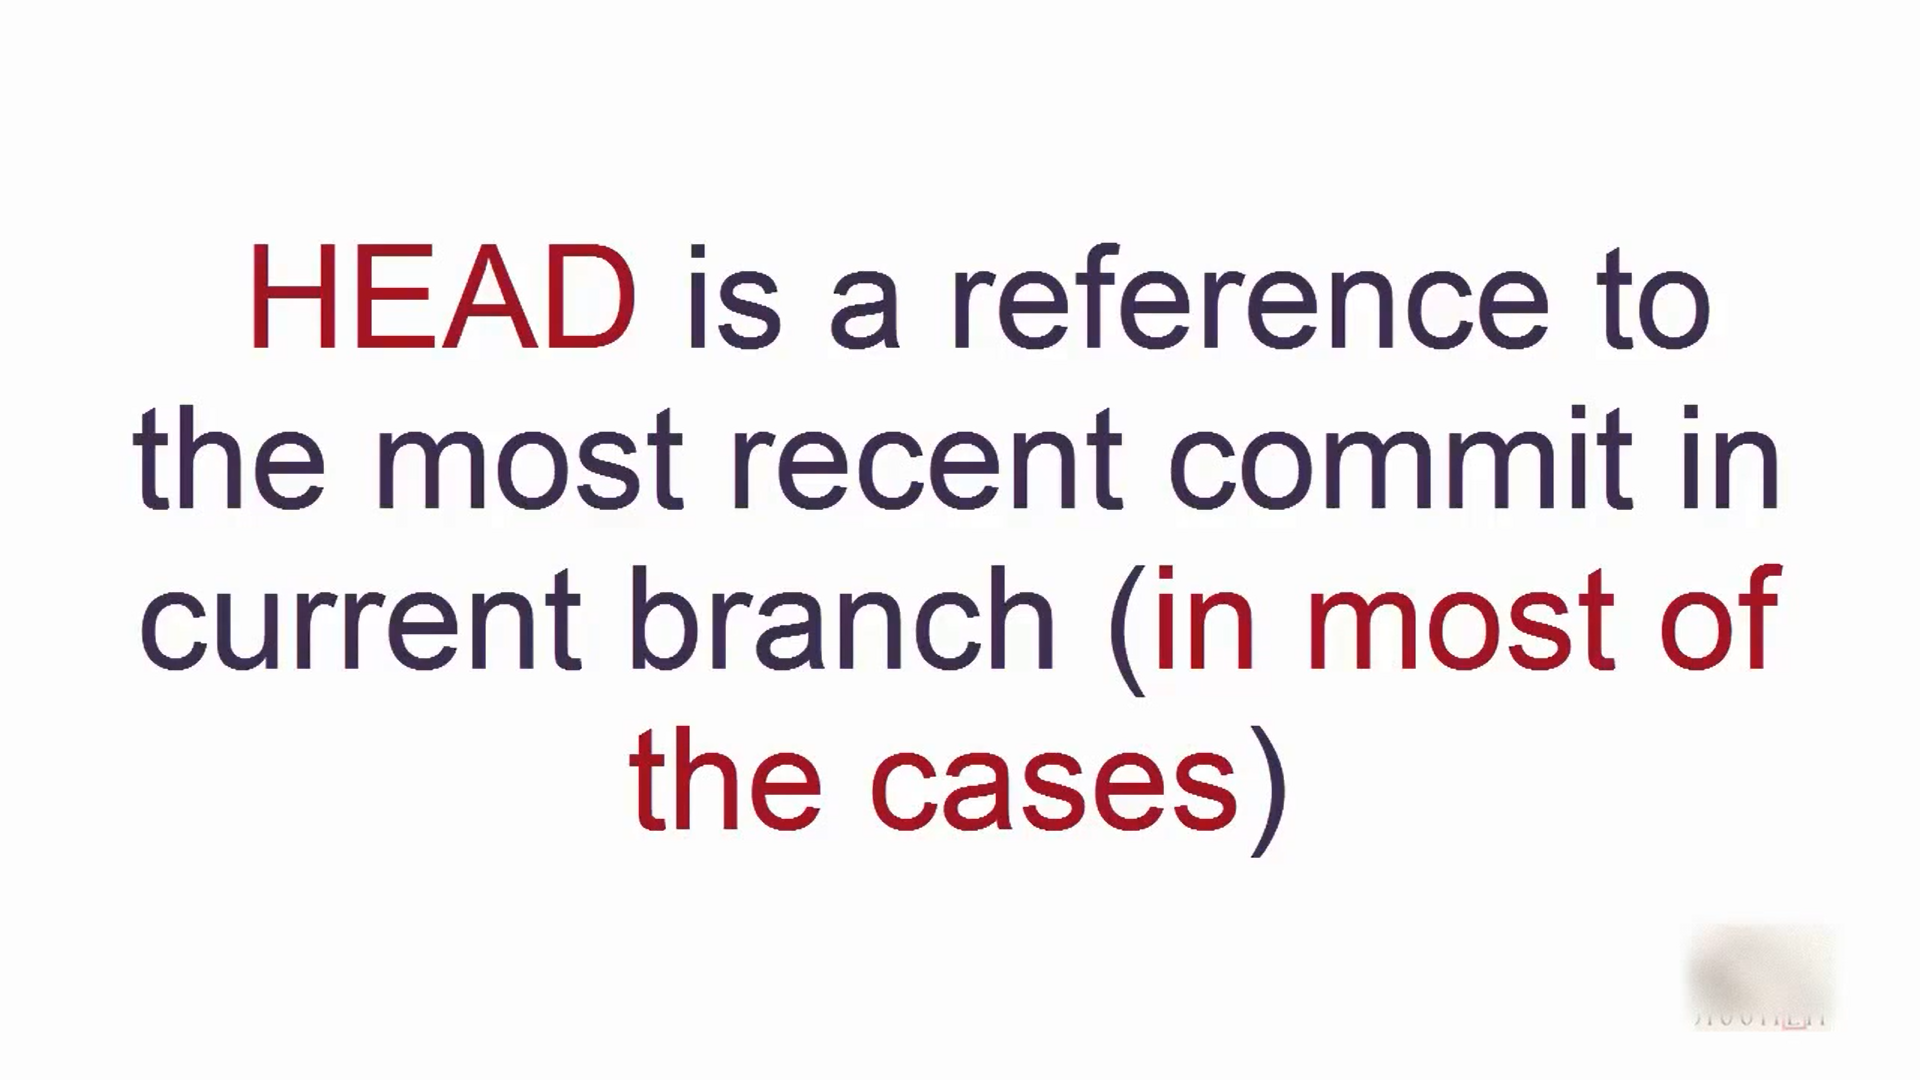 HEAD is a reference to
the most recent commit in
current branch (in most of
the cases)